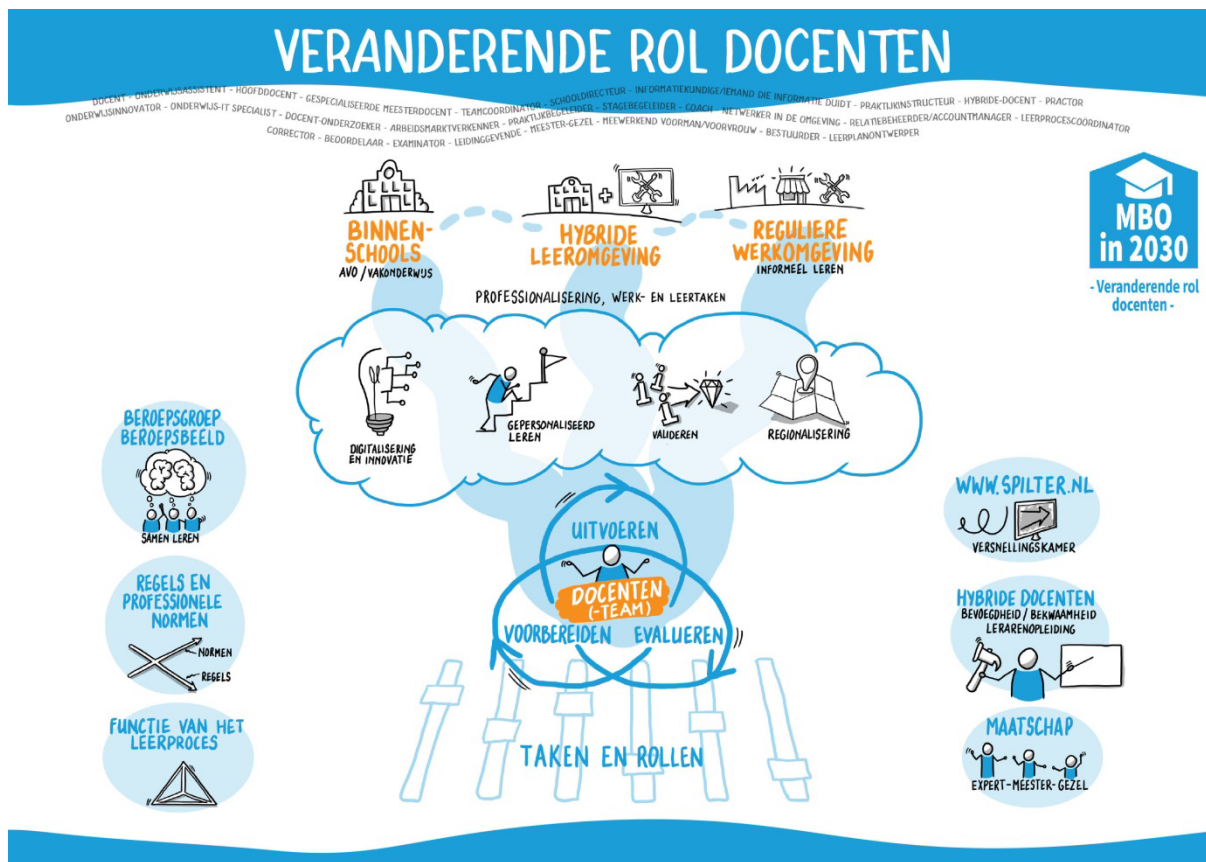 VERANDERENDE ROL DOCENTEN
DOCENT - ONDERWIJSASSISTENT - HOOFDDOCENT - GESPECIALISEERDE MEESTERDOCENT - TEAMCOORDINATOR - SCHOOLDIRECTEUR - INFORMATIEKUNDIGE/IEMAND DIE INFORMATIE DUIDT - PRAKTIJKINSTRUCTEUR - HYBRIDE-DOCENT - PRACTOR
ONDERWIJSINNOVATOR - ONDERWIJS-IT SPECIALIST - DOCENT-ONDERZOEKER - ARBEIDSMARKTVERKENNER - PRAKTIJKBEGELEIDER - STAGEBEGELEIDER - COACH - NETWERKER IN DE OMGEVING - RELATIEBEHEERDER/ACCOUNTMANAGER - LEERPROCESCOÖRDINATOR
CORRECTOR - BEOORDELAAR - EXAMINATOR - LEIDINGGEVENDE - MEESTER-GEZEL - MEEWERKEND VOORMAN/VOORVROUW - BESTUURDER - LEERPLANONTWERPER
BINNEN-
SCHOOLS
AVO / VAKONDERWIJS
HYBRIDE
LEEROMGEVING
REGULIERE
WERKOMGEVING
INFORMEEL LEREN
MBO
in 2030
- Veranderende rol
docenten -
PROFESSIONALISERING, WERK- EN LEERTAKEN
DIGITALISERING
EN INNOVATIE
GEPERSONALISEERD
LEREN
VALIDEREN
REGIONALISERING
BEROEPSGROEP
BEROEPSBEELD
SAMEN LEREN
REGELS EN
PROFESSIONELE
NORMEN
NORMEN
REGELS
FUNCTIE VAN HET
LEERPROCES
UITVOEREN
DOCENTEN
(-TEAM)
VOORBEREIDEN
EVALUEREN
TAKEN EN ROLLEN
WWW.SPILTER.NL
VERSNELLINGSKAMER
HYBRIDE DOCENTEN
BEVOEGDHEID / BEKWAAMHEID
LERARENOPLEIDING
MAATSCHAP
EXPERT-MEESTER-GEZEL